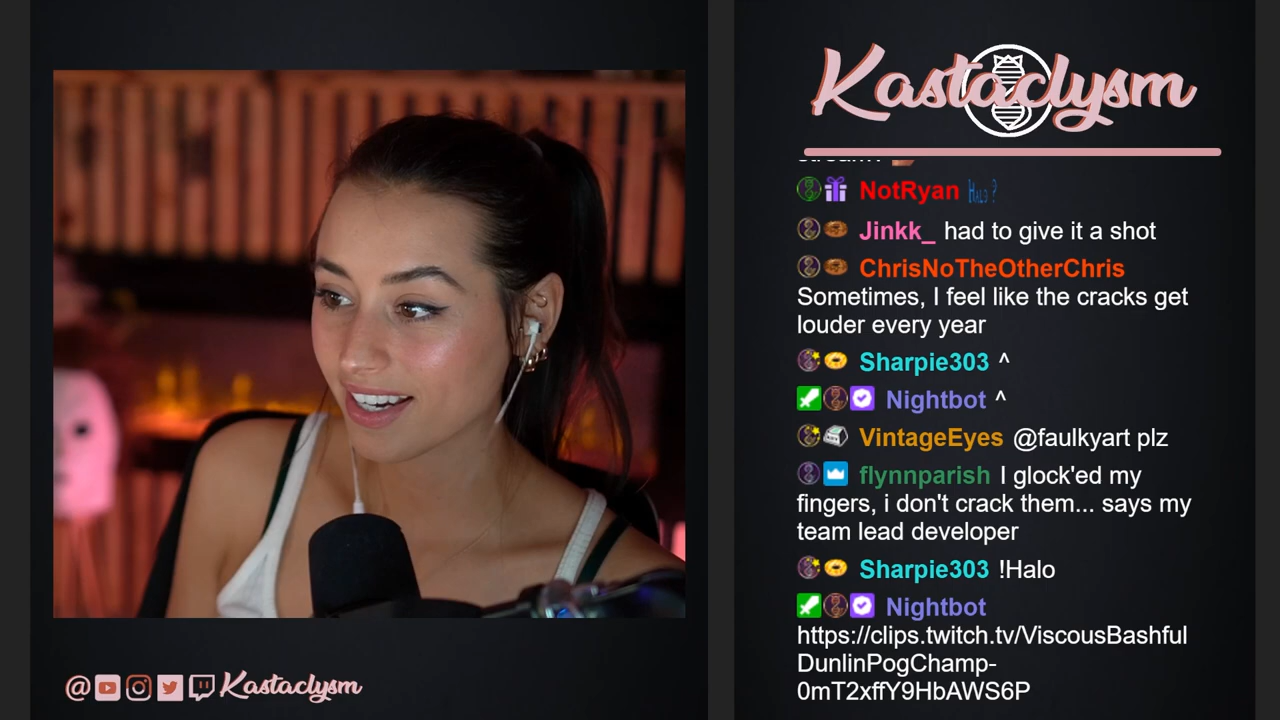 Kastaclysm
NotRyan Halo?
Jinkk_ had to give it a shot
ChrisNoTheOtherChris
Sometimes, I feel like the cracks get
louder every year
Sharpie303 ^
Nightbot ^
VintageEyes @faulkyart plz
flynnparish I glock'ed my
fingers, i don't crack them... says my
team lead developer
Sharpie303 !Halo
Nightbot
https://clips.twitch.tv/ViscousBashful
DunlinPogChamp-
0mT2xffY9HbAWS6P
@ Kastaclysm